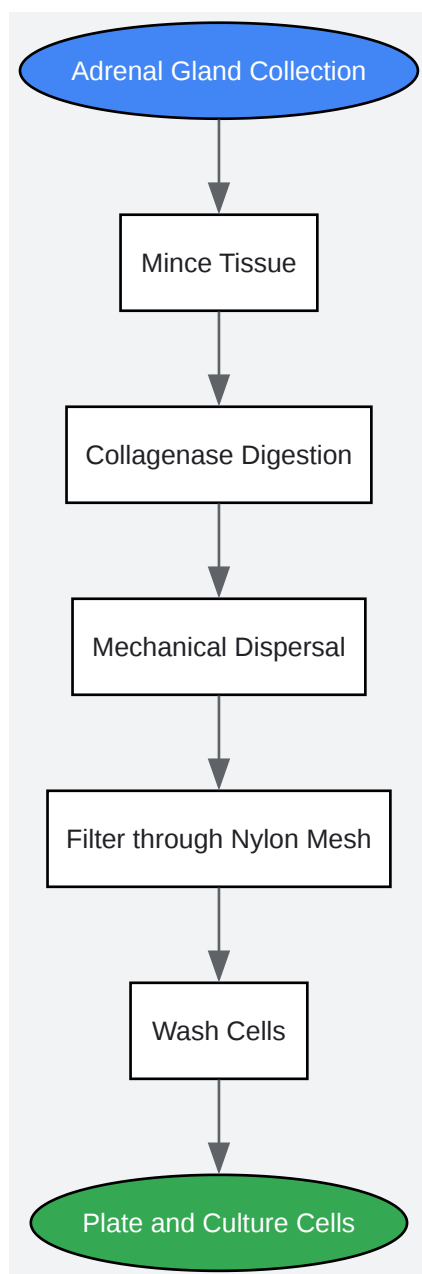 Adrenal Gland Collection
Mince Tissue
Collagenase Digestion
Mechanical Dispersal
Filter through Nylon Mesh
Wash Cells
Plate and Culture Cells